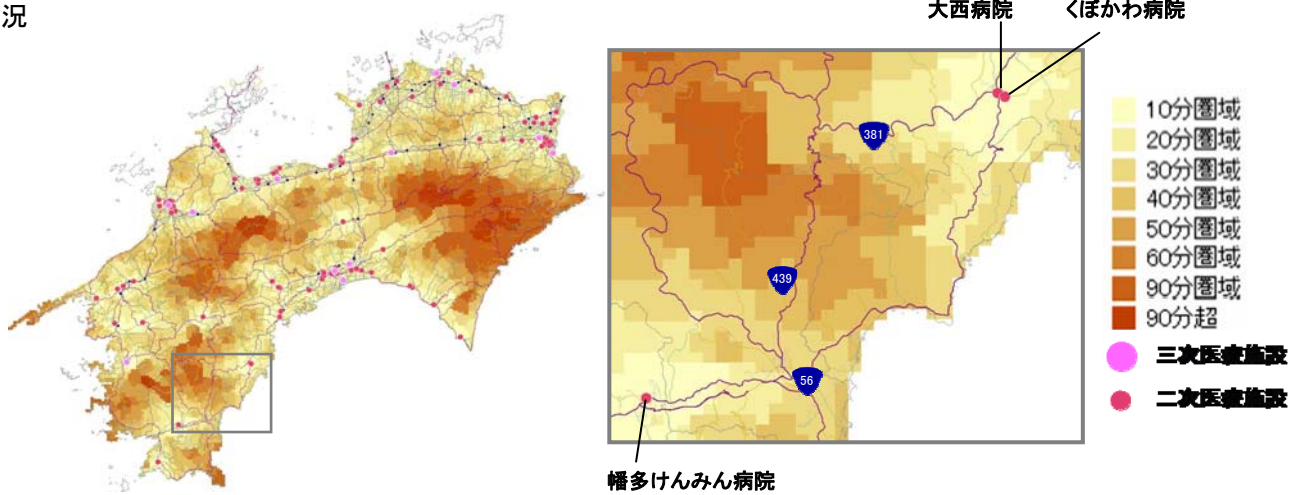 況
大西病院
くぼかわ病院
381
439
56
幡多けんみん病院
10分圏域
20分圏域
30分圏域
40分圏域
50分圏域
60分圏域
90分圏域
90分超
三次医療施設
二次医療施設